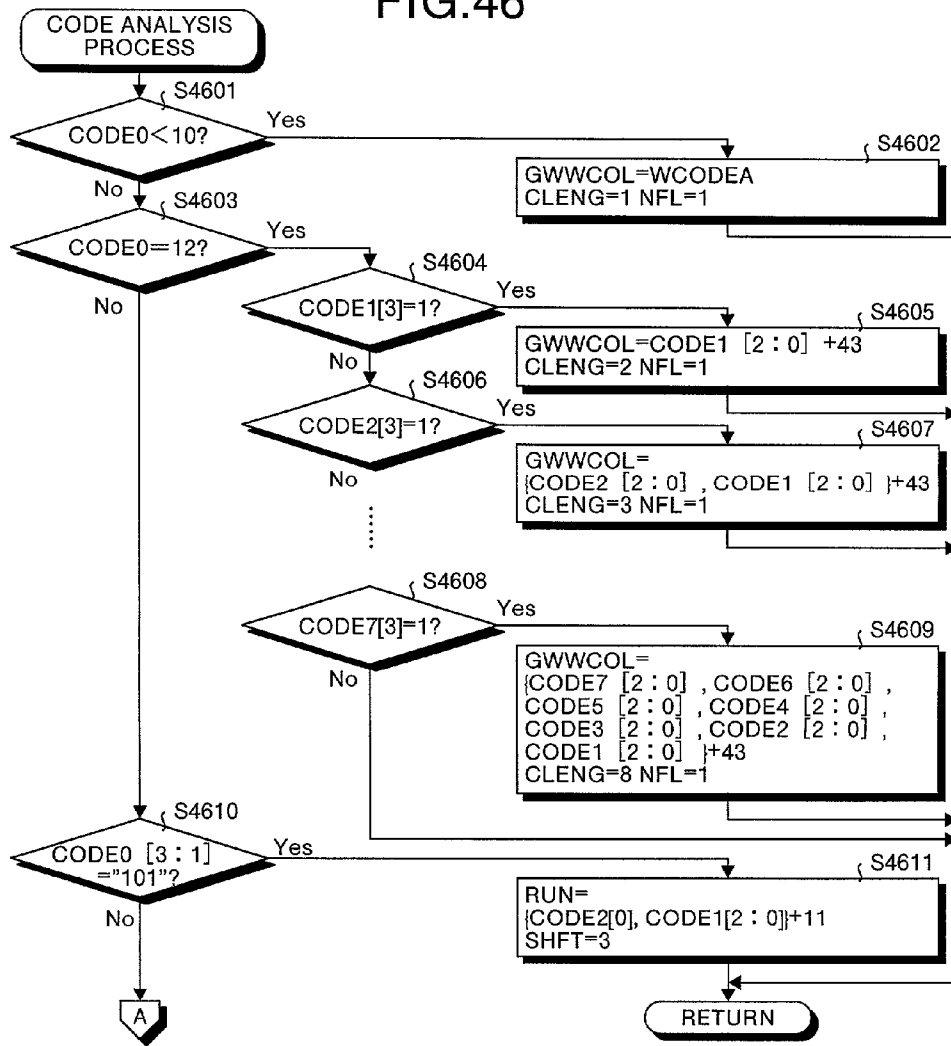 FIG.46
CODE ANALYSIS
PROCESS
S4601
CODE0<10?
Yes
No
S4602
GWWCOL=WCODEA
CLENG=1 NFL=1
S4603
CODE0=12?
Yes
No
S4604
CODE1[3]=1?
Yes
No
S4605
GWWCOL=CODE1 [2:0] +43
CLENG=2 NFL=1
S4606
CODE2[3]=1?
Yes
No
S4607
GWWCOL=
{CODE2 [2:0] , CODE1 [2:0] }+43
CLENG=3 NFL=1
S4608
CODE7[3]=1?
Yes
No
S4609
GWWCOL=
{CODE7 [2:0] , CODE6 [2:0] ,
CODE5 [2:0] , CODE4 [2:0] ,
CODE3 [2:0] , CODE2 [2:0] ,
CODE1 [2:0] }+43
CLENG=8 NFL=1
S4610
CODE0 [3:1]
="101"?
Yes
No
S4611
RUN=
{CODE2[0], CODE1[2:0]}+11
SHFT=3
A
RETURN